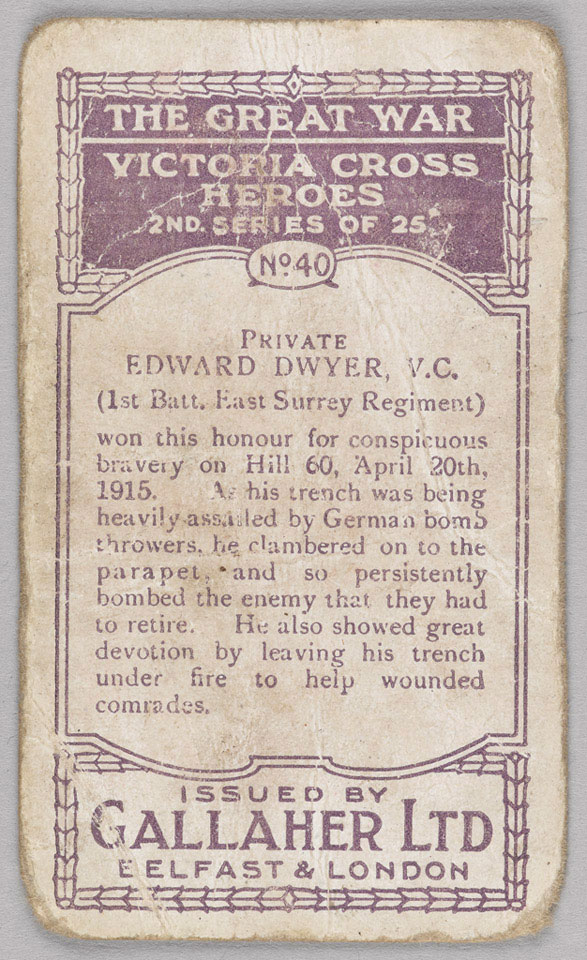 THE GREAT WAR
VICTORIA CROSS
HEROES
2ND. SERIES OF 25
No. 40
PRIVATE
EDWARD DWYER, V.C.
(1st Batt. East Surrey Regiment)
won this honour for conspicuous
bravery on Hill 60, April 20th,
1915. As his trench was being
heavily assailed by German bomb
throwers, he clambered on to the
parapet, and so persistently
bombed the enemy that they had
to retire. He also showed great
devotion by leaving his trench
under fire to help wounded
comrades.
ISSUED BY
GALLAHER LTD
BELFAST & LONDON